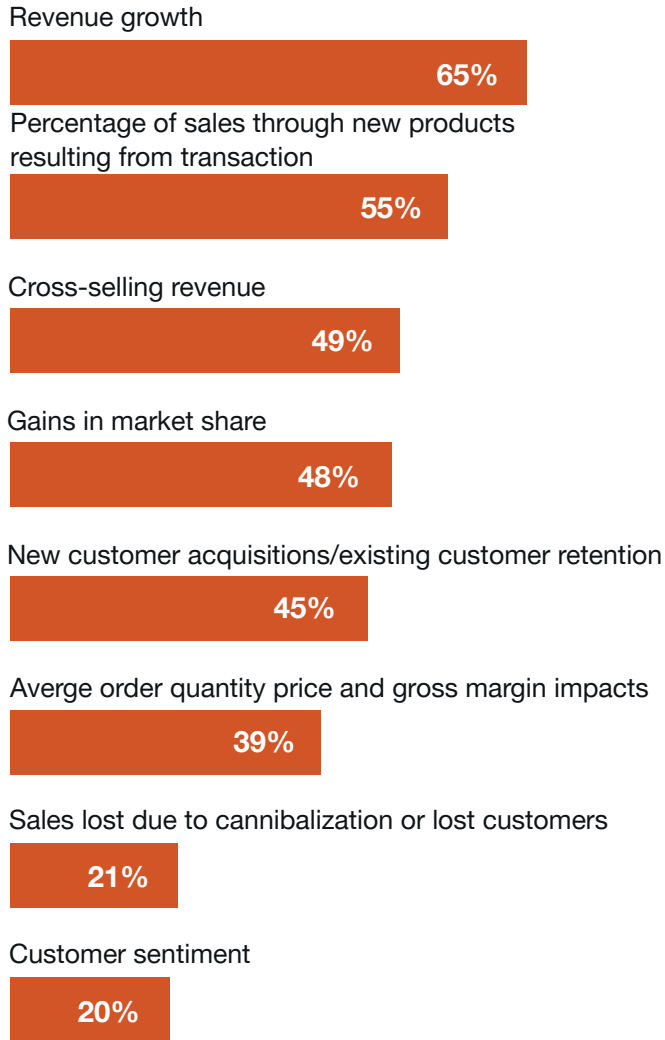 Revenue growth
65%
Percentage of sales through new products
resulting from transaction
55%
Cross-selling revenue
49%
Gains in market share
48%
New customer acquisitions/existing customer retention
45%
Averge order quantity price and gross margin impacts
39%
Sales lost due to cannibalization or lost customers
21%
Customer sentiment
20%